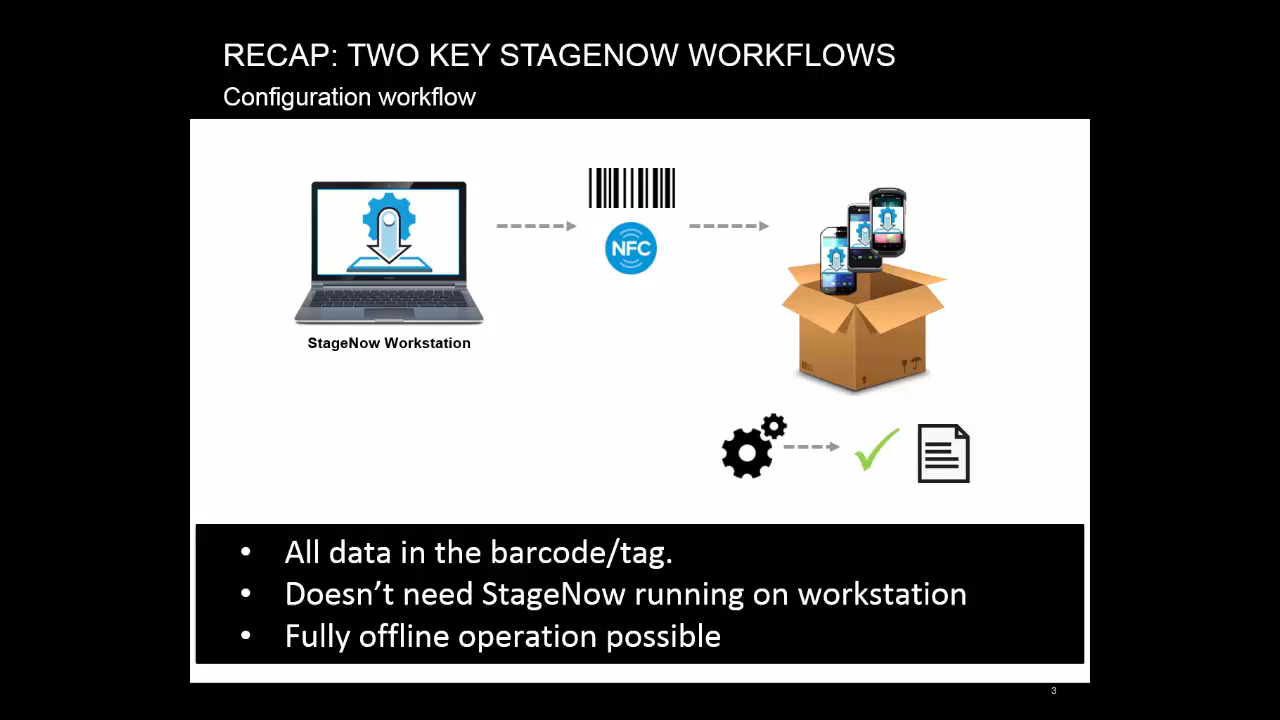 RECAP: TWO KEY STAGENOW WORKFLOWS
Configuration workflow
NFC
StageNow Workstation
• All data in the barcode/tag.
• Doesn’t need StageNow running on workstation
• Fully offline operation possible
3